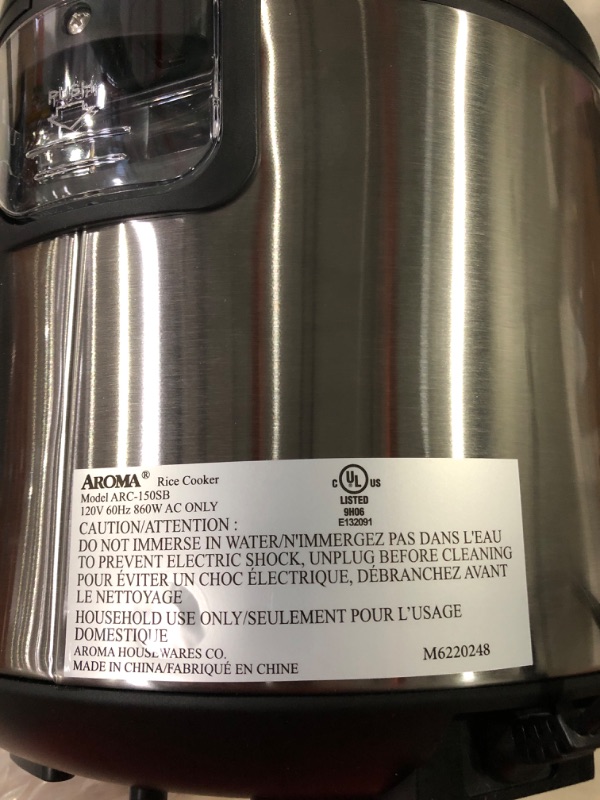 PUSH
AROMA® Rice Cooker
Model ARC-150SB
120V 60Hz 860W AC ONLY
C UL US
LISTED
9H06
E132091
CAUTION/ATTENTION :
DO NOT IMMERSE IN WATER/N'IMMERGEZ PAS DANS L'EAU
TO PREVENT ELECTRIC SHOCK, UNPLUG BEFORE CLEANING
POUR ÉVITER UN CHOC ÉLECTRIQUE, DÉBRANCHEZ AVANT
LE NETTOYAGE
HOUSEHOLD USE ONLY/SEULEMENT POUR L'USAGE
DOMESTIQUE
AROMA HOUSEWARES CO.
MADE IN CHINA/FABRIQUÉ EN CHINE
M6220248